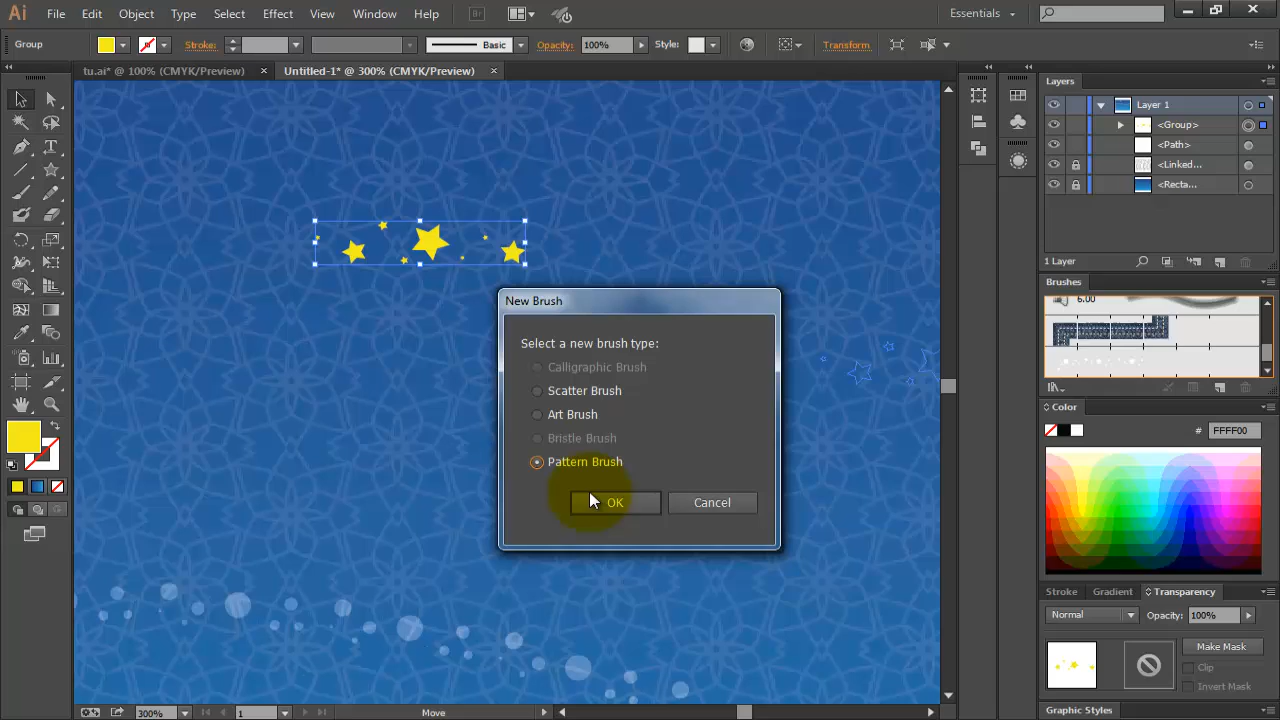 Ai File Edit Object Type Select Effect View Window Help Br Essentials
Group Stroke: Basic Opacity: 100% Style: Transform
tu.ai* @ 100% (CMYK/Preview) Untitled-1* @ 300% (CMYK/Preview)
Layers
Layer 1
<Group>
<Path>
<Linked...
<Recta...
1 Layer
Brushes
6.00
New Brush
Select a new brush type:
Calligraphic Brush
Scatter Brush
Art Brush
Bristle Brush
Pattern Brush
OK Cancel
Color
# FFFF00
Stroke Gradient Transparency
Normal Opacity: 100%
Make Mask
Clip
Invert Mask
Graphic Styles
300% 1 Move